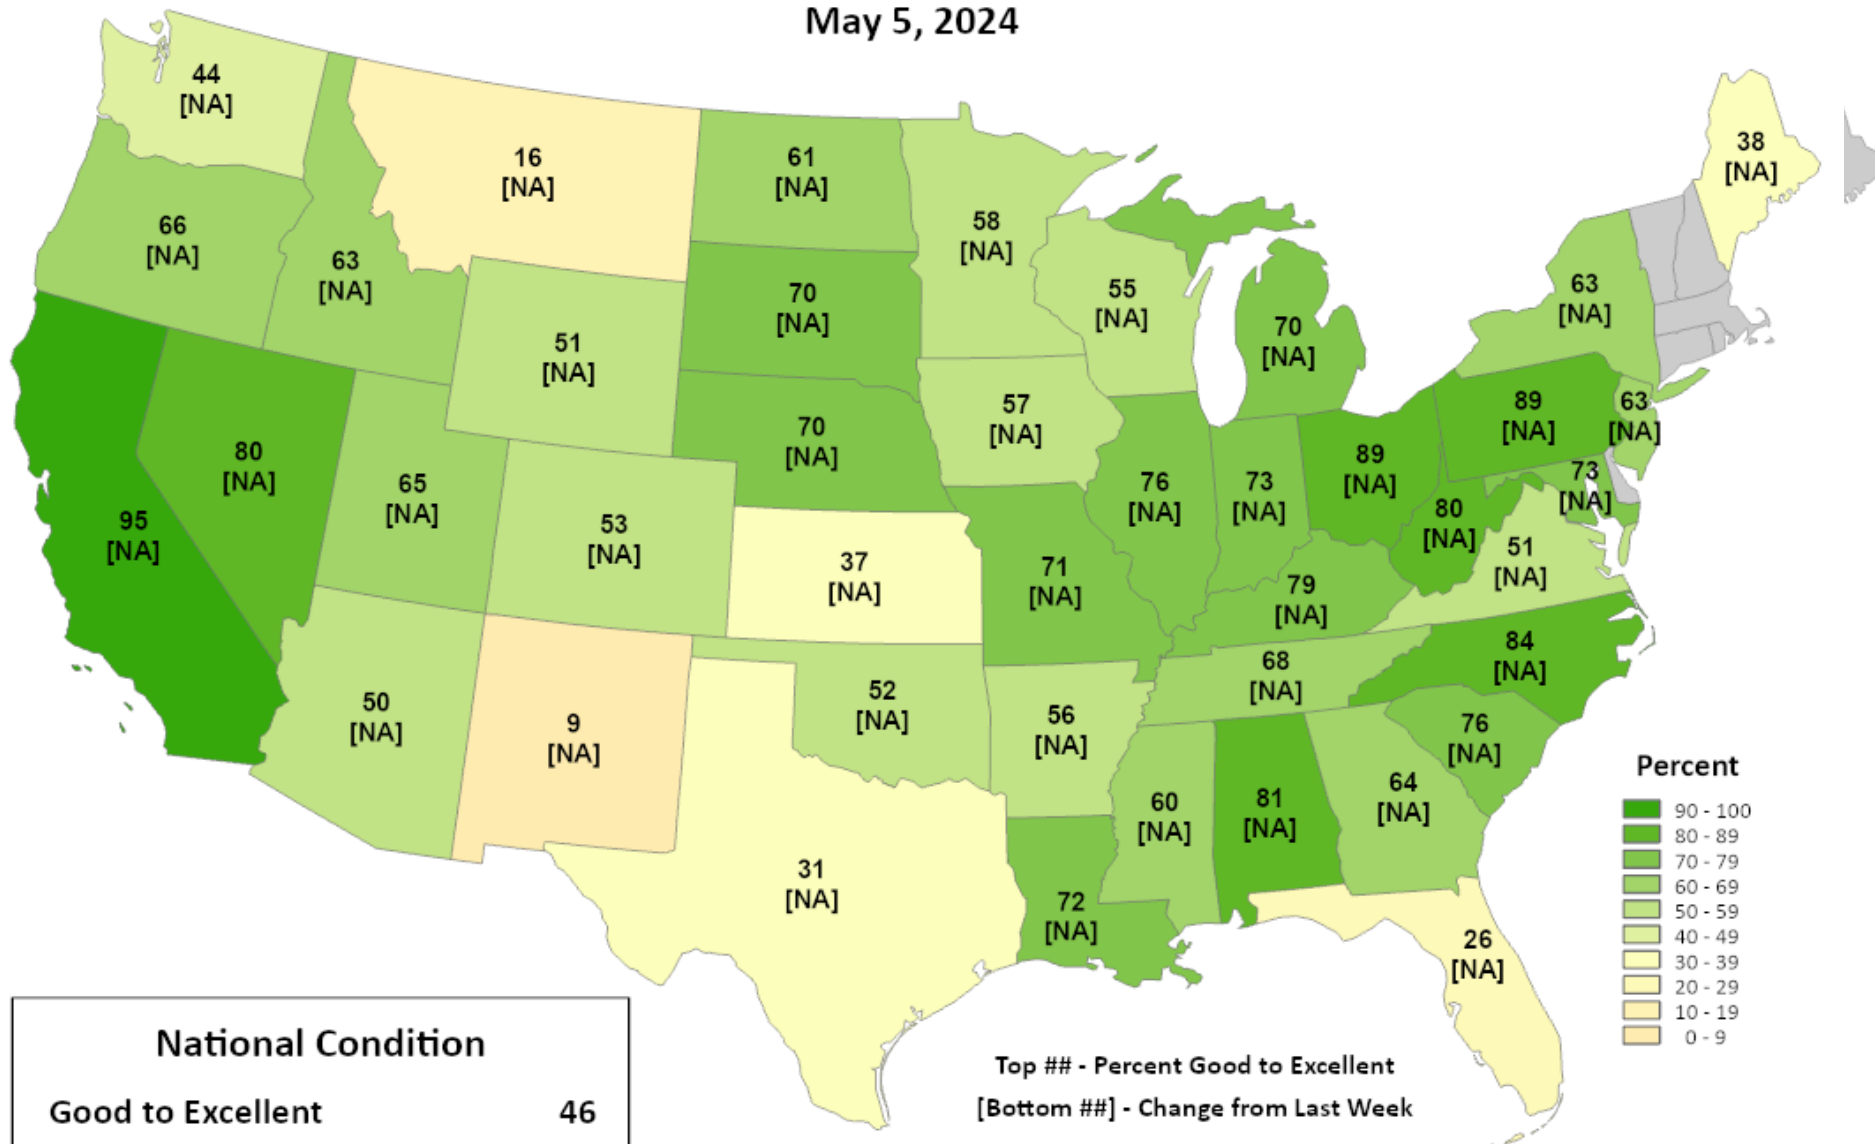 May 5, 2024
44
[NA]
16
[NA]
61
[NA]
38
[NA]
66
[NA]
63
[NA]
58
[NA]
70
[NA]
55
[NA]
63
[NA]
51
[NA]
70
[NA]
57
[NA]
89
[NA]
63
[NA]
80
[NA]
70
[NA]
89
[NA]
65
[NA]
76
[NA]
73
[NA]
73
[NA]
95
[NA]
53
[NA]
80
[NA]
37
[NA]
71
[NA]
51
[NA]
79
[NA]
50
[NA]
9
[NA]
52
[NA]
68
[NA]
84
[NA]
56
[NA]
76
[NA]
60
[NA]
81
[NA]
64
[NA]
31
[NA]
72
[NA]
26
[NA]
Percent
90 - 100
80 - 89
70 - 79
60 - 69
50 - 59
40 - 49
30 - 39
20 - 29
10 - 19
0 - 9
National Condition
Good to Excellent 46
Top ## - Percent Good to Excellent
[Bottom ##] - Change from Last Week